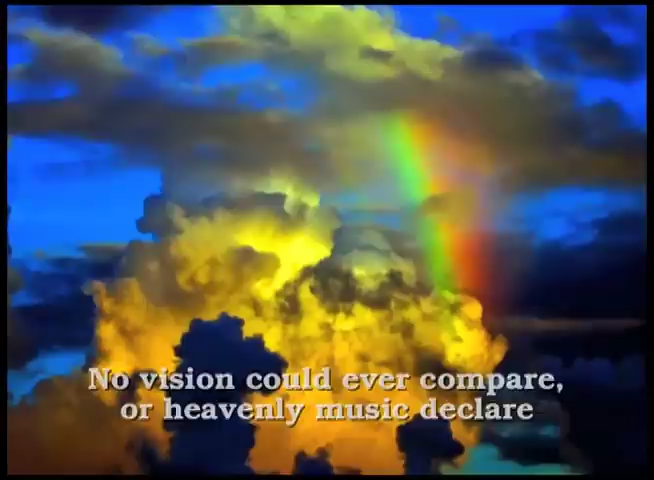 No vision could ever compare,
or heavenly music declare